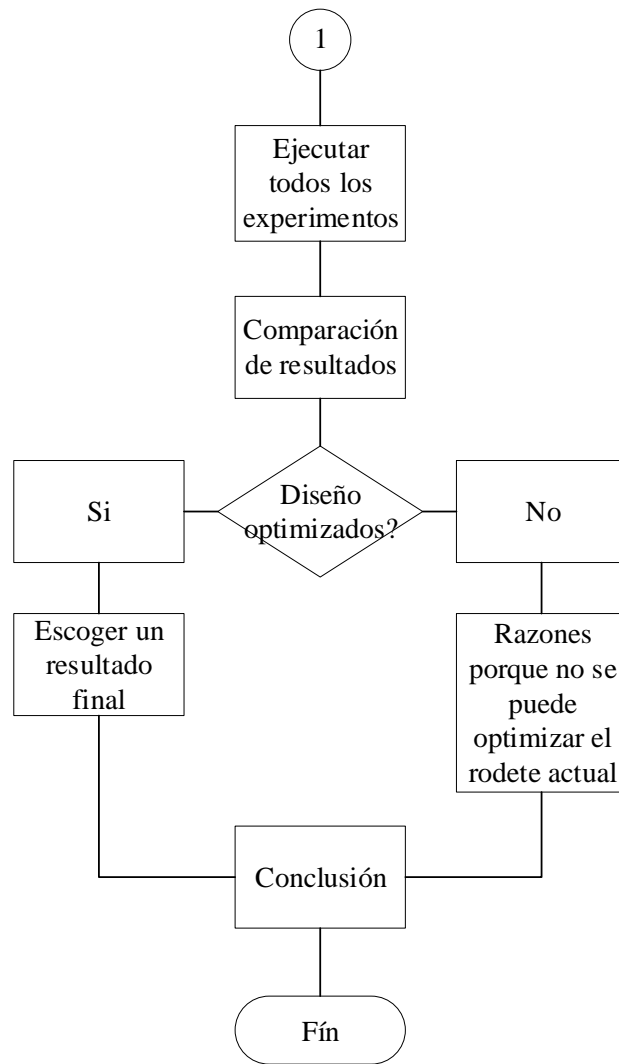 1
Ejecutar
todos los
experimentos
Comparación
de resultados
Diseño
optimizados?
Si
No
Escoger un
resultado
final
Razones
porque no se
puede
optimizar el
rodete actual
Conclusión
Fín